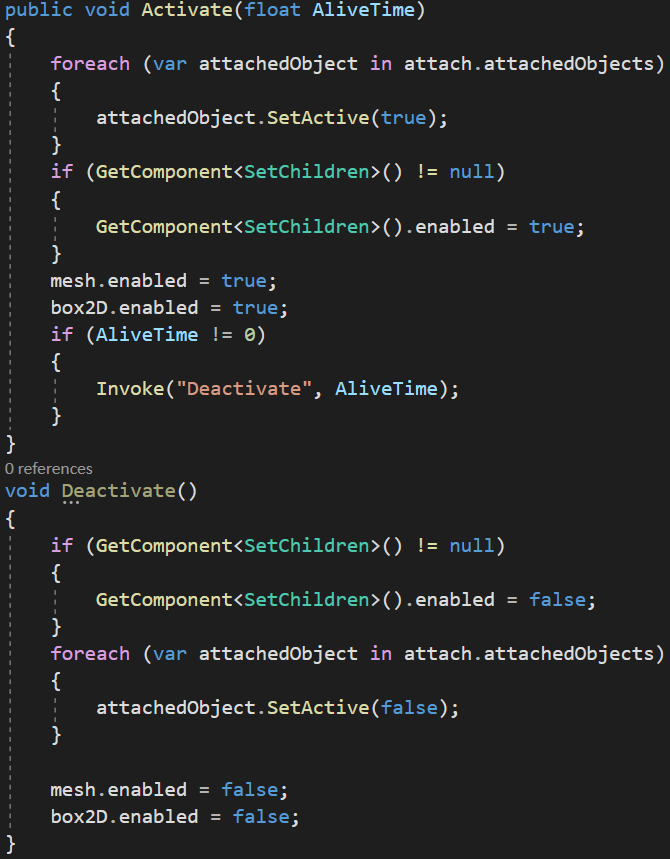 public void Activate(float AliveTime)
{
foreach (var attachedObject in attach.attachedObjects)
{
attachedObject.SetActive(true);
}
if (GetComponent<SetChildren>() != null)
{
GetComponent<SetChildren>().enabled = true;
}
mesh.enabled = true;
box2D.enabled = true;
if (AliveTime != 0)
{
Invoke("Deactivate", AliveTime);
}
}
0 references
void Deactivate()
{
if (GetComponent<SetChildren>() != null)
{
GetComponent<SetChildren>().enabled = false;
}
foreach (var attachedObject in attach.attachedObjects)
{
attachedObject.SetActive(false);
}
mesh.enabled = false;
box2D.enabled = false;
}